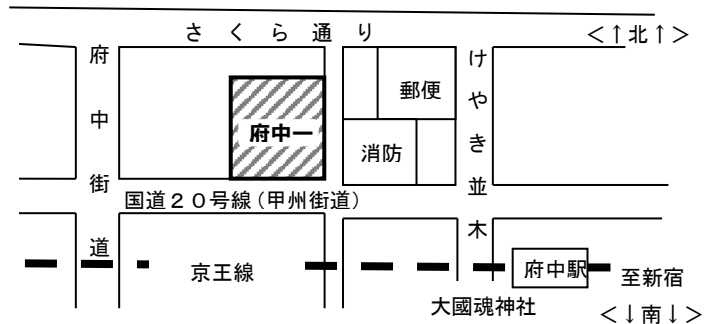 さくら通り
＜↑北↑＞
府中街道
けやき並木
郵便
府中一
消防
国道２０号線（甲州街道）
京王線
府中駅
至新宿
大國魂神社
＜↓南↓＞